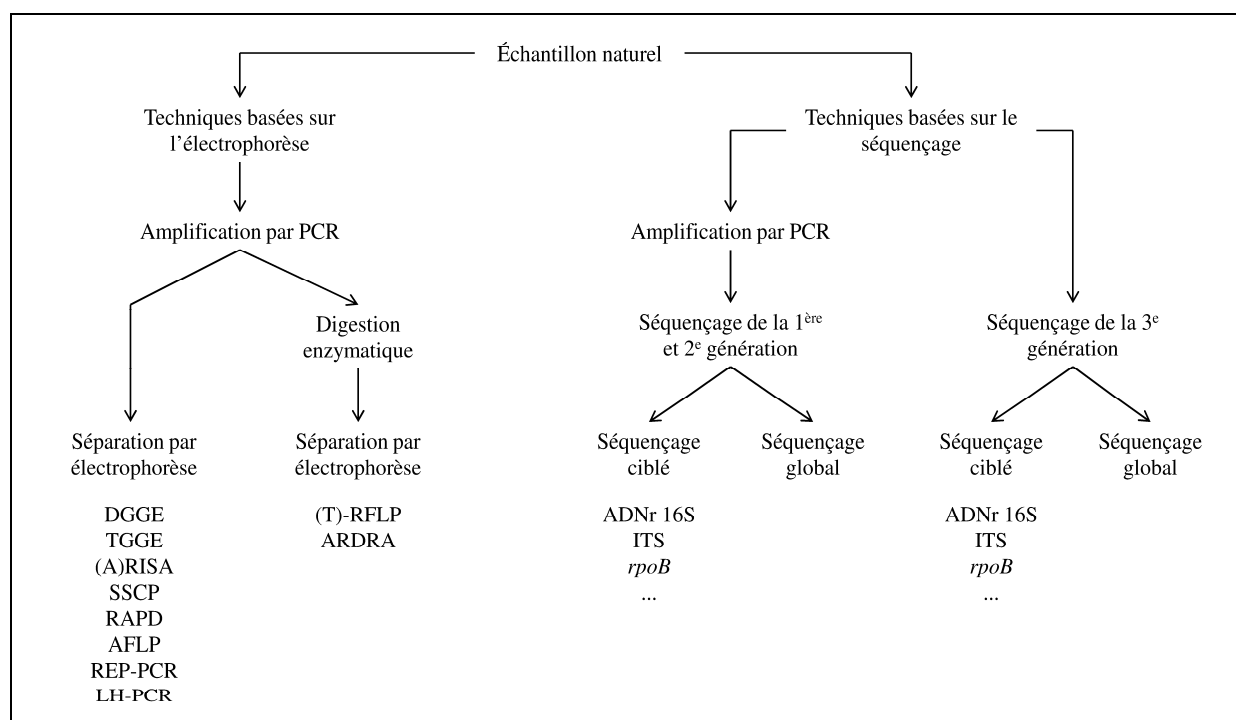 Échantillon naturel
Techniques basées sur
l'électrophorèse
Techniques basées sur le
séquençage
Amplification par PCR
Amplification par PCR
Digestion
enzymatique
Séquençage de la 1ère
et 2e génération
Séquençage de la 3e
génération
Séparation par
électrophorèse
Séparation par
électrophorèse
Séquençage
ciblé
Séquençage
global
Séquençage
ciblé
Séquençage
global
DGGE
TGGE
(A)RISA
SSCP
RAPD
AFLP
REP-PCR
LH-PCR
(T)-RFLP
ARDRA
ADNr 16S
ITS
rpoB
...
ADNr 16S
ITS
rpoB
...